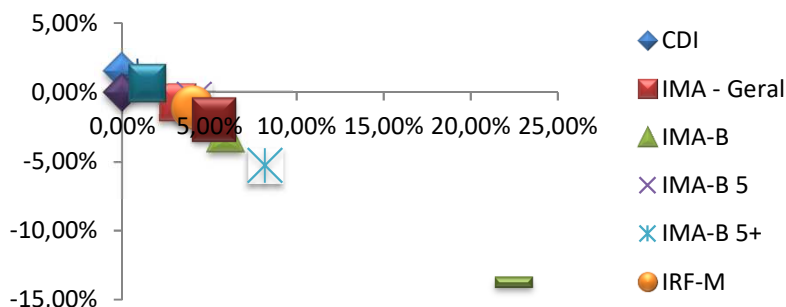 5,00%
0,00%
-5,00%
-10,00%
-15,00%
0,00% 5,00% 10,00% 15,00% 20,00% 25,00%
CDI
IMA - Geral
IMA-B
IMA-B 5
IMA-B 5+
IRF-M